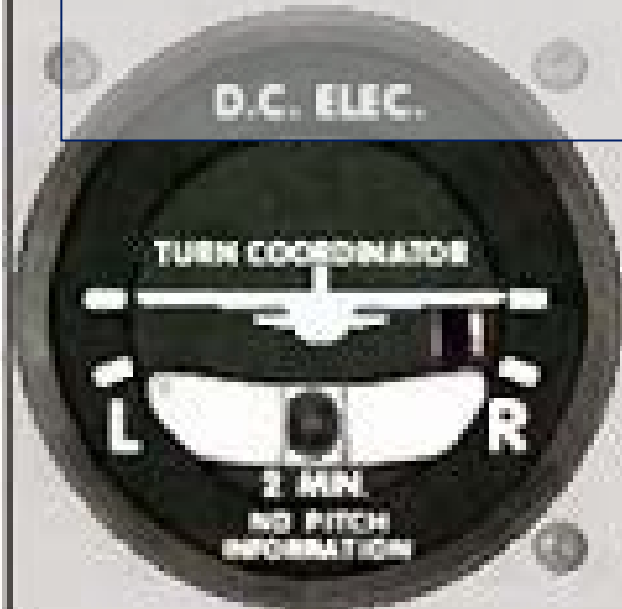 D.C. ELEC.
TURN COORDINATOR
L R
2 MIN.
NO PITCH
INFORMATION